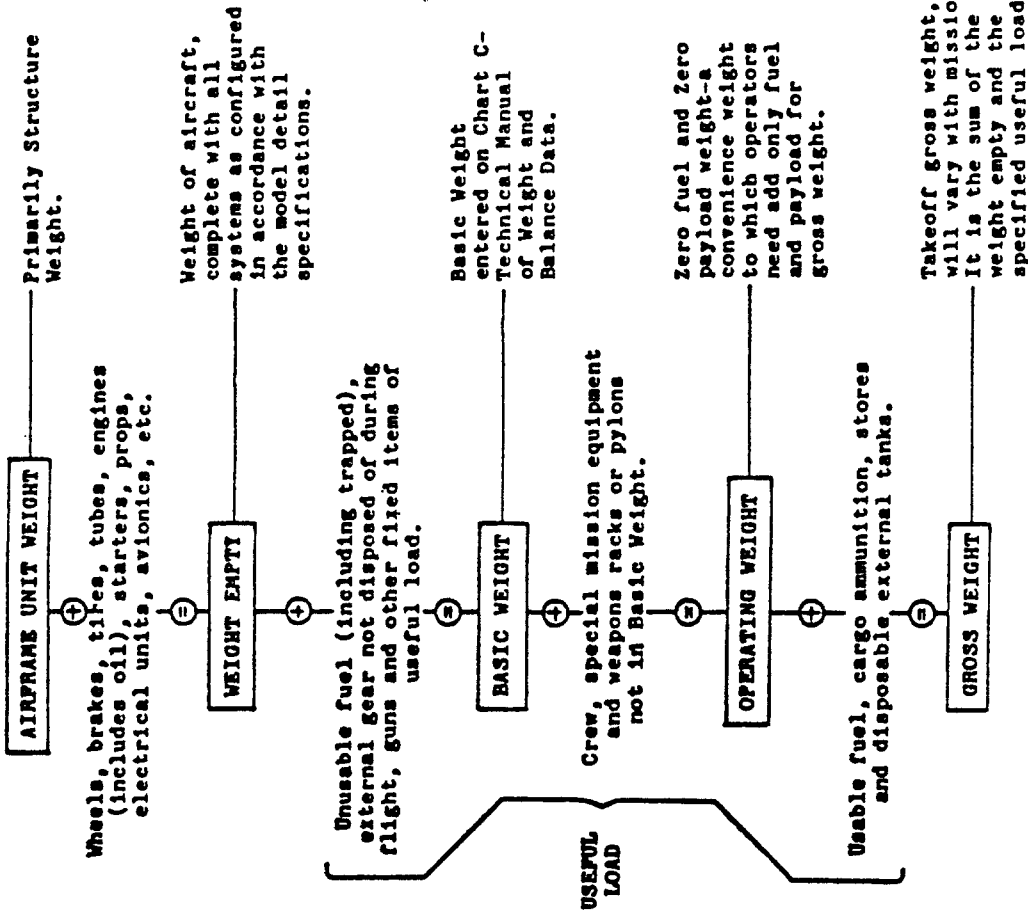 AIRFRAME UNIT WEIGHT
Primarily Structure
Weight.
+
Wheels, brakes, tires, tubes, engines
(includes oil), starters, props,
electrical units, avionics, etc.
=
WEIGHT EMPTY
Weight of aircraft,
complete with all
systems as configured
in accordance with
the model detail
specifications.
+
Unusable fuel (including trapped),
external gear not disposed of during
flight, guns and other fixed items of
useful load.
=
BASIC WEIGHT
Basic Weight
entered on Chart C-
Technical Manual
of Weight and
Balance Data.
+
USEFUL
LOAD
Crew, special mission equipment
and weapons racks or pylons
not in Basic Weight.
=
OPERATING WEIGHT
Zero fuel and Zero
payload weight-a
convenience weight
to which operators
need add only fuel
and payload for
gross weight.
+
Usable fuel, cargo ammunition, stores
and disposable external tanks.
=
GROSS WEIGHT
Takeoff gross weight,
will vary with missio
It is the sum of the
weight empty and the
specified useful load